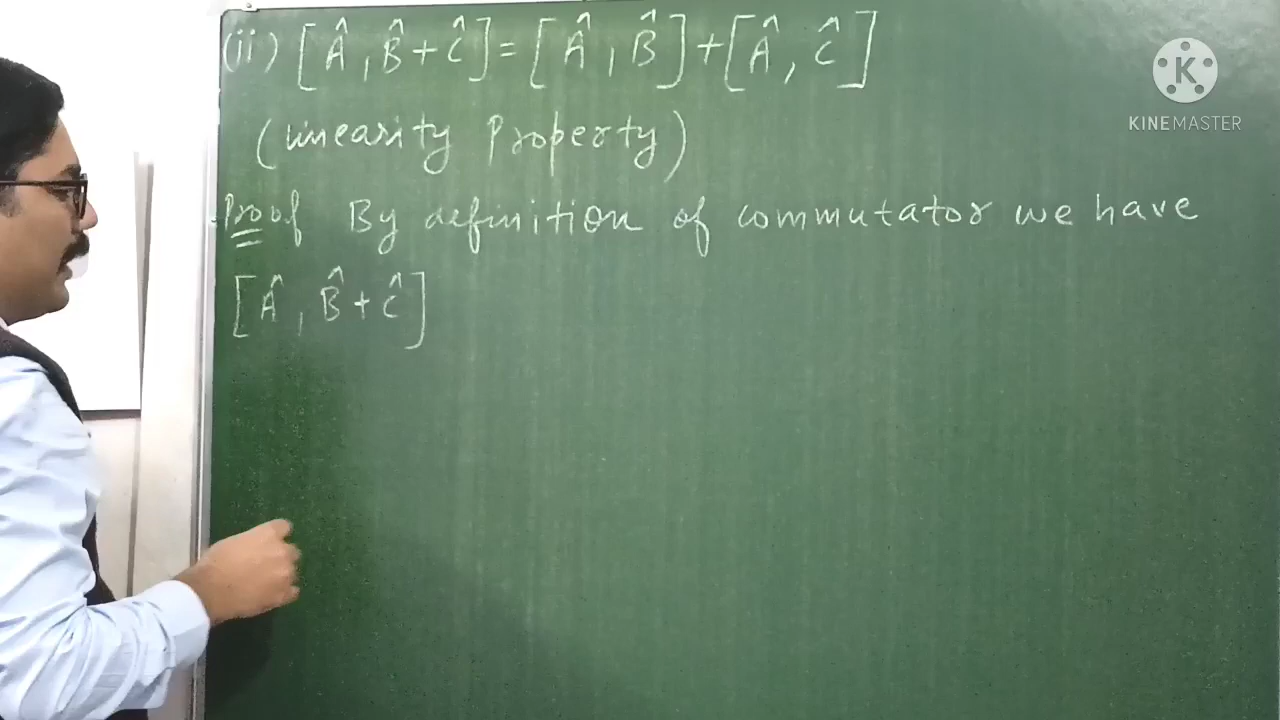 (ii) [Â, B̂ + Ĉ] = [Â, B̂] + [Â, Ĉ]
(Linearity Property)
Proof By definition of commutator we have
[Â, B̂ + Ĉ]
K
KINEMASTER